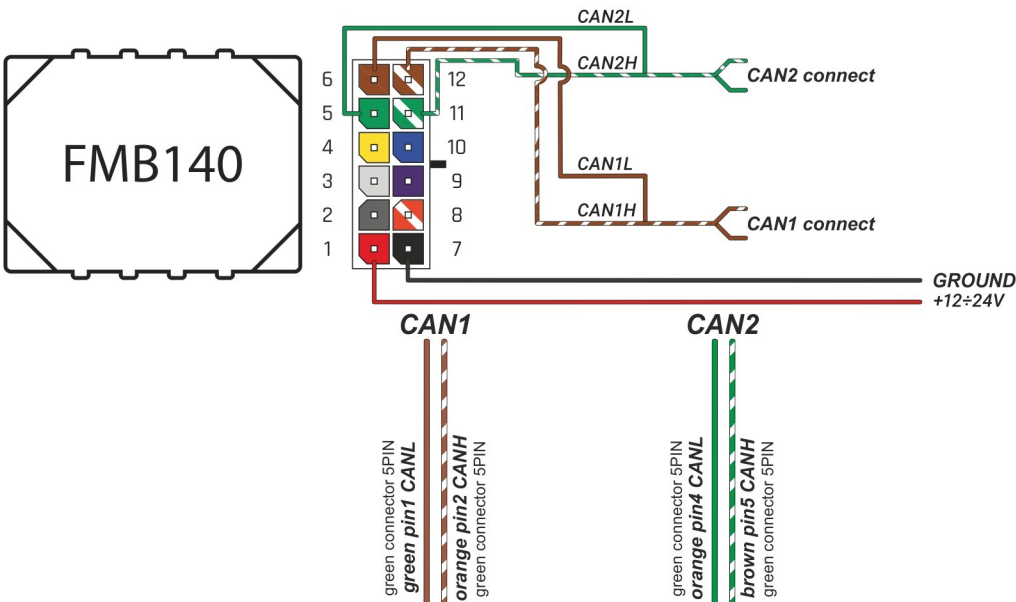 CAN2L
CAN2H
CAN2 connect
FMB140
6
12
5
11
4
10
3
9
2
8
1
7
CAN1L
CAN1H
CAN1 connect
GROUND
+12÷24V
CAN1
CAN2
green connector 5PIN
green pin1 CANL
orange pin2 CANH
green connector 5PIN
green connector 5PIN
orange pin4 CANL
brown pin5 CANH
green connector 5PIN